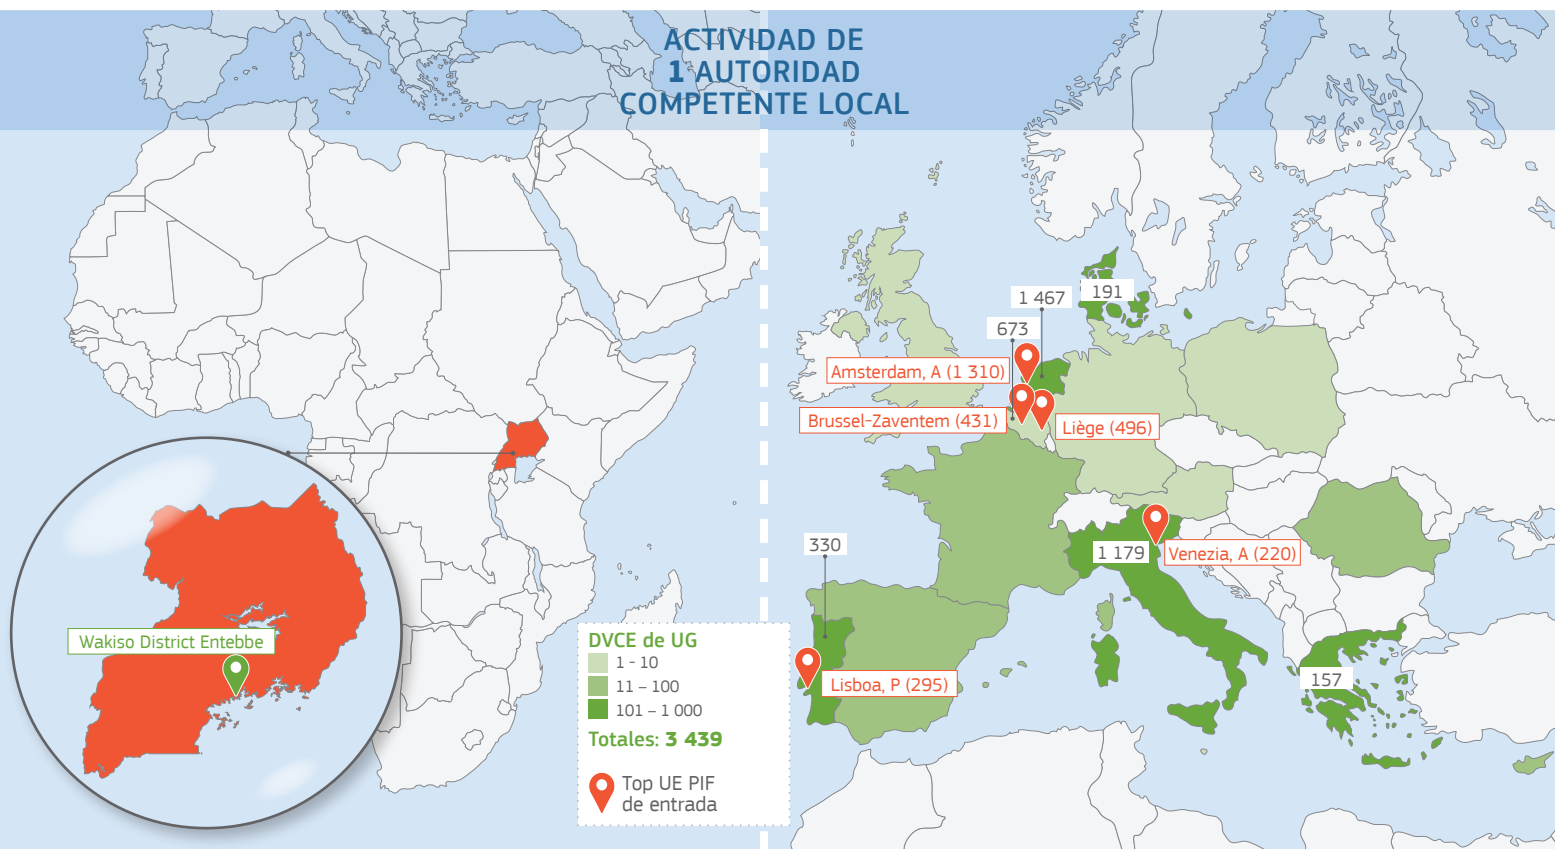 ACTIVIDAD DE
1 AUTORIDAD
COMPETENTE LOCAL
191
1 467
673
Amsterdam, A (1 310)
Brussel-Zaventem (431)
Liège (496)
330
1 179
Venezia, A (220)
Wakiso District Entebbe
Lisboa, P (295)
157
DVCE de UG
1 - 10
11 – 100
101 – 1 000
Totales: 3 439
Top UE PIF
de entrada